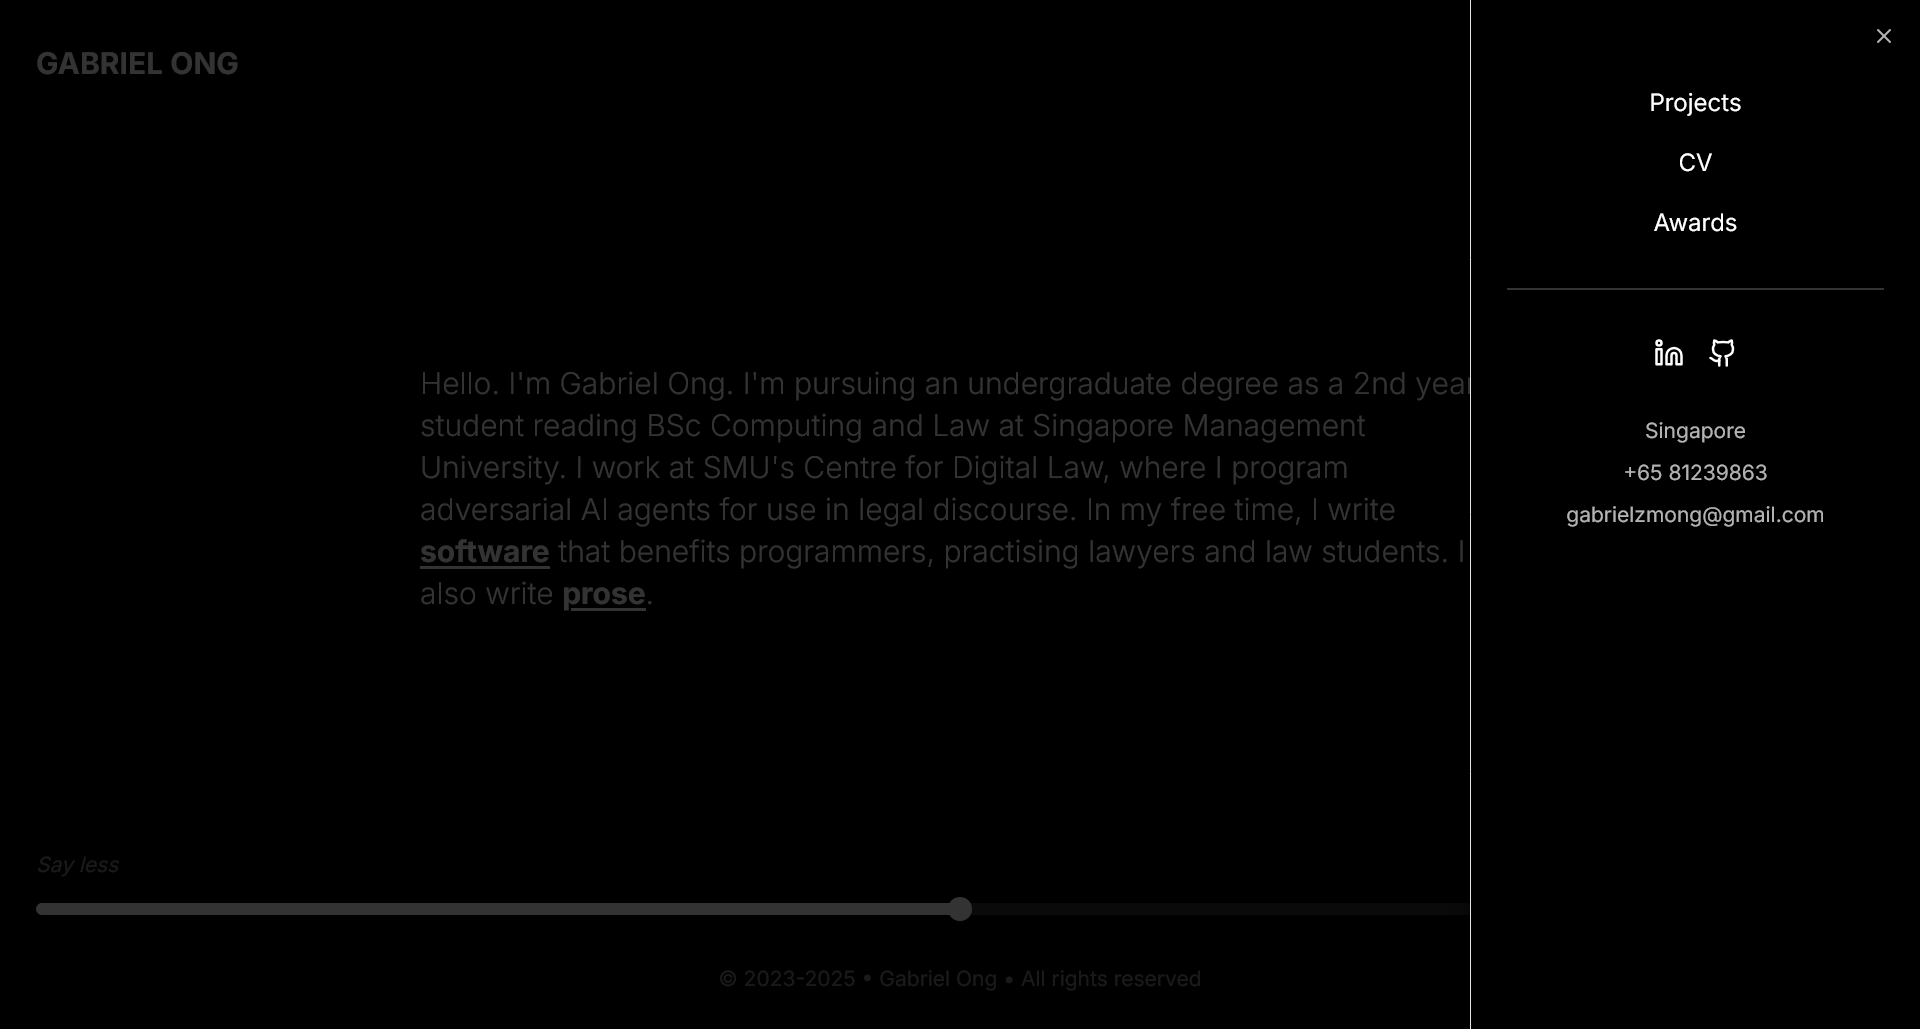 GABRIEL ONG
Hello. I'm Gabriel Ong. I'm pursuing an undergraduate degree as a 2nd year
student reading BSc Computing and Law at Singapore Management
University. I work at SMU's Centre for Digital Law, where I program
adversarial AI agents for use in legal discourse. In my free time, I write
software that benefits programmers, practising lawyers and law students. I
also write prose.
Say less
© 2023-2025 • Gabriel Ong • All rights reserved
Projects
CV
Awards
in
Singapore
+65 81239863
gabrielzmong@gmail.com